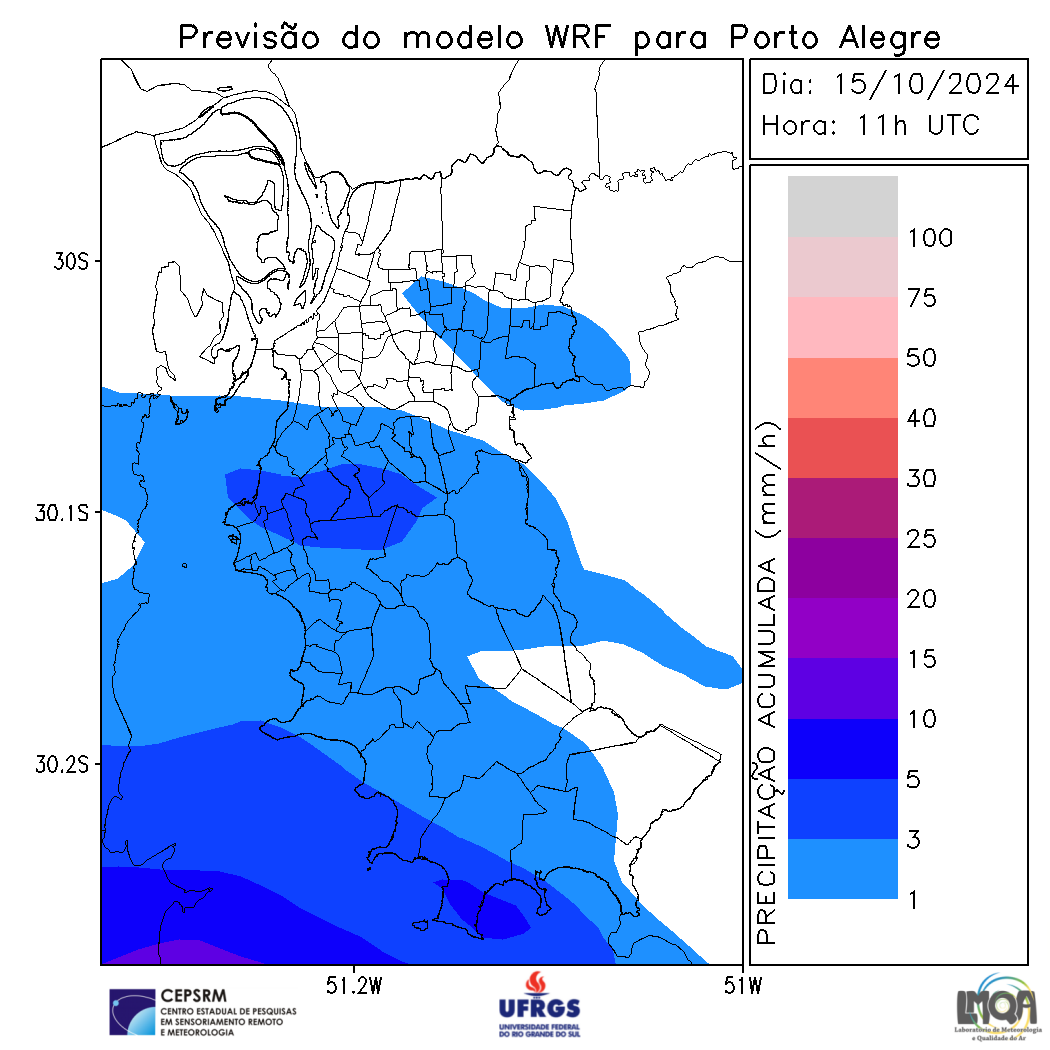 Previsão do modelo WRF para Porto Alegre
Dia: 15/10/2024
Hora: 11h UTC
100
75
50
40
30
25
20
15
10
5
3
1
PRECIPITAÇÃO ACUMULADA (mm/h)
30S
30.1S
30.2S
51.2W
51W
CEPSRM
CENTRO ESTADUAL DE PESQUISAS
EM SENSORIAMENTO REMOTO
E METEOROLOGIA
UFRGS
UNIVERSIDADE FEDERAL
DO RIO GRANDE DO SUL
LMQA
Laboratório de Meteorologia
e Qualidade do Ar